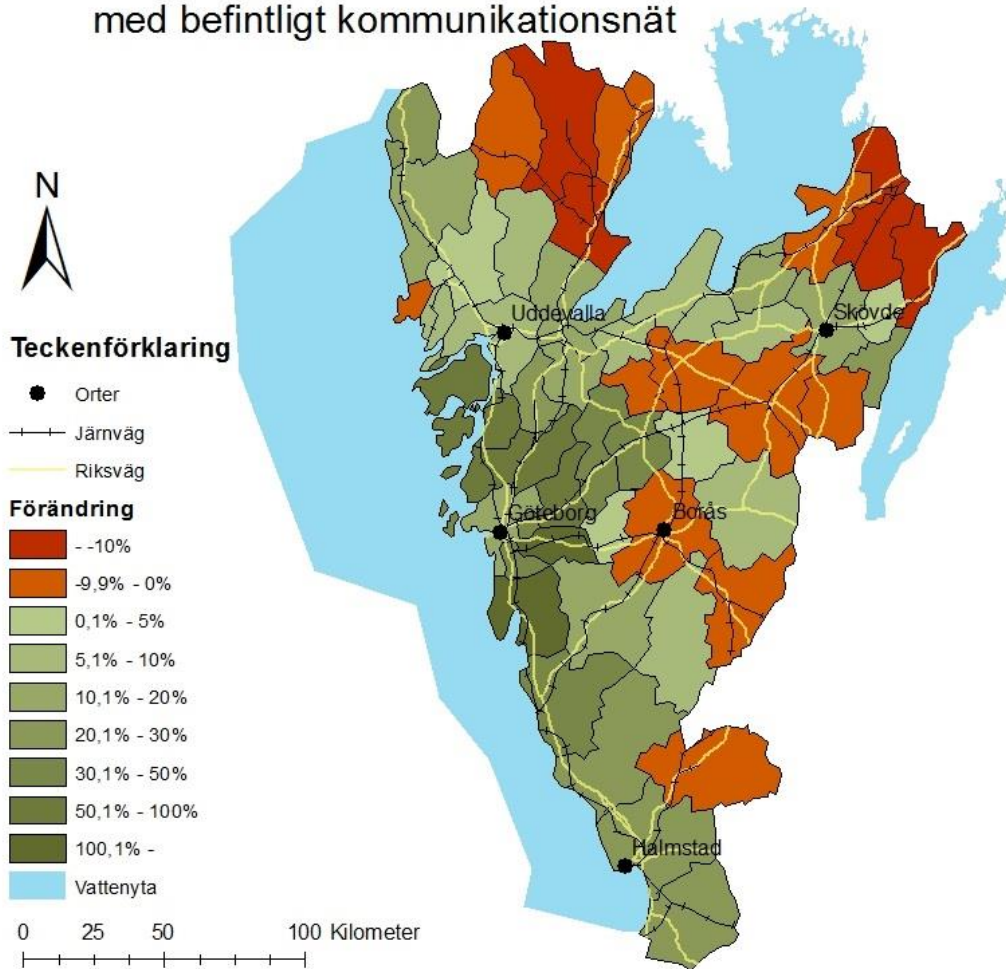 med befintligt kommunikationsnät
N
Teckenförklaring
Orter
Järnväg
Riksväg
Förändring
- -10%
-9,9% - 0%
0,1% - 5%
5,1% - 10%
10,1% - 20%
20,1% - 30%
30,1% - 50%
50,1% - 100%
100,1% -
Vattenyta
0 25 50 100 Kilometer
Uddevalla
Skövde
Göteborg
Borås
Halmstad